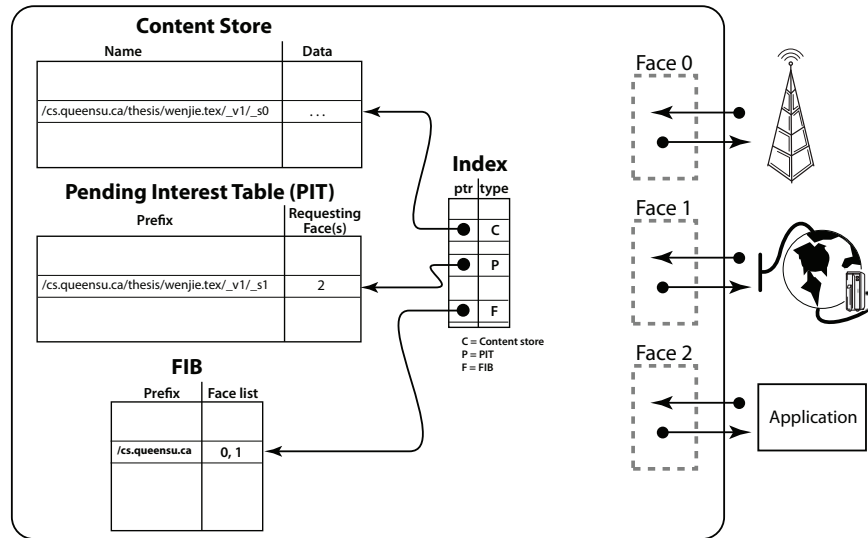 Content Store
Name Data
/cs.queensu.ca/thesis/wenjie.tex/_v1/_s0 ...
Pending Interest Table (PIT)
Prefix Requesting
Face(s)
/cs.queensu.ca/thesis/wenjie.tex/_v1/_s1 2
FIB
Prefix Face list
/cs.queensu.ca 0, 1
Index
ptr type
C
P
F
C = Content store
P = PIT
F = FIB
Face 0
Face 1
Face 2
Application